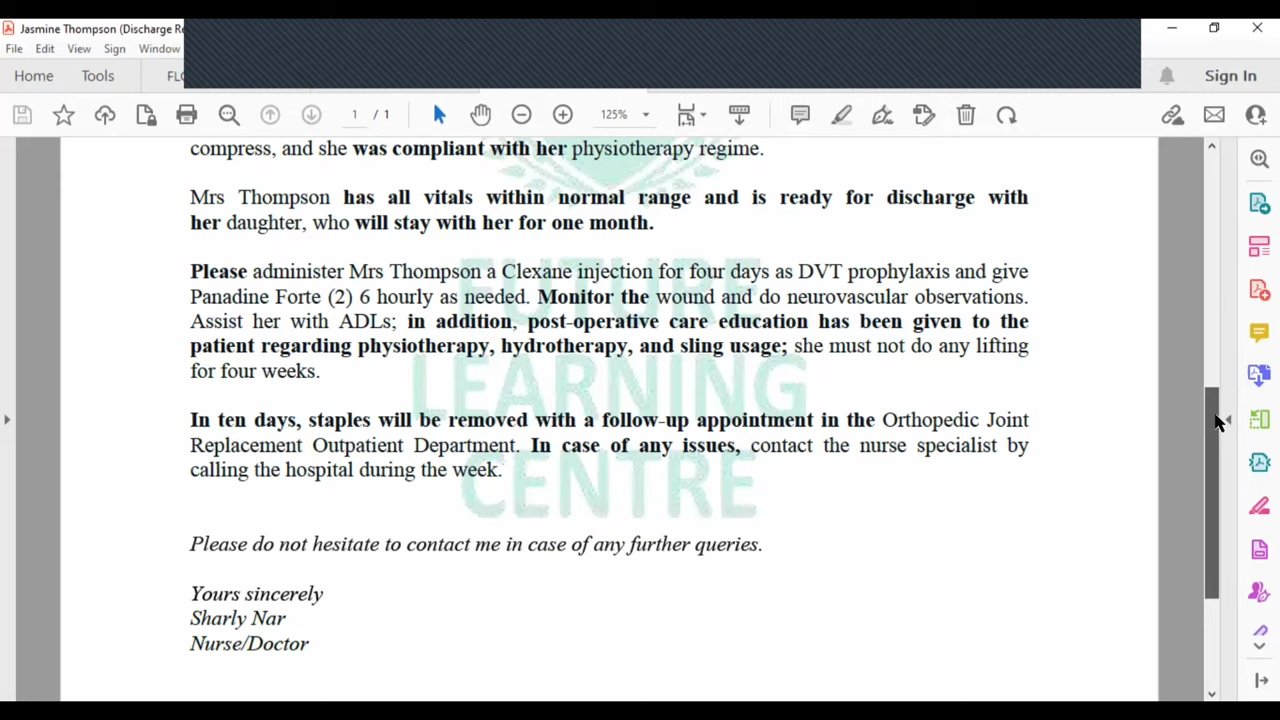 Jasmine Thompson (Discharge Re
File Edit View Sign Window
Home Tools FLC
Sign In
1 / 1
125%
compress, and she was compliant with her physiotherapy regime.
Mrs Thompson has all vitals within normal range and is ready for discharge with
her daughter, who will stay with her for one month.
Please administer Mrs Thompson a Clexane injection for four days as DVT prophylaxis and give
Panadine Forte (2) 6 hourly as needed. Monitor the wound and do neurovascular observations.
Assist her with ADLs; in addition, post-operative care education has been given to the
patient regarding physiotherapy, hydrotherapy, and sling usage; she must not do any lifting
for four weeks.
In ten days, staples will be removed with a follow-up appointment in the Orthopedic Joint
Replacement Outpatient Department. In case of any issues, contact the nurse specialist by
calling the hospital during the week.
Please do not hesitate to contact me in case of any further queries.
Yours sincerely
Sharly Nar
Nurse/Doctor
FUTURE
LEARNING
CENTRE